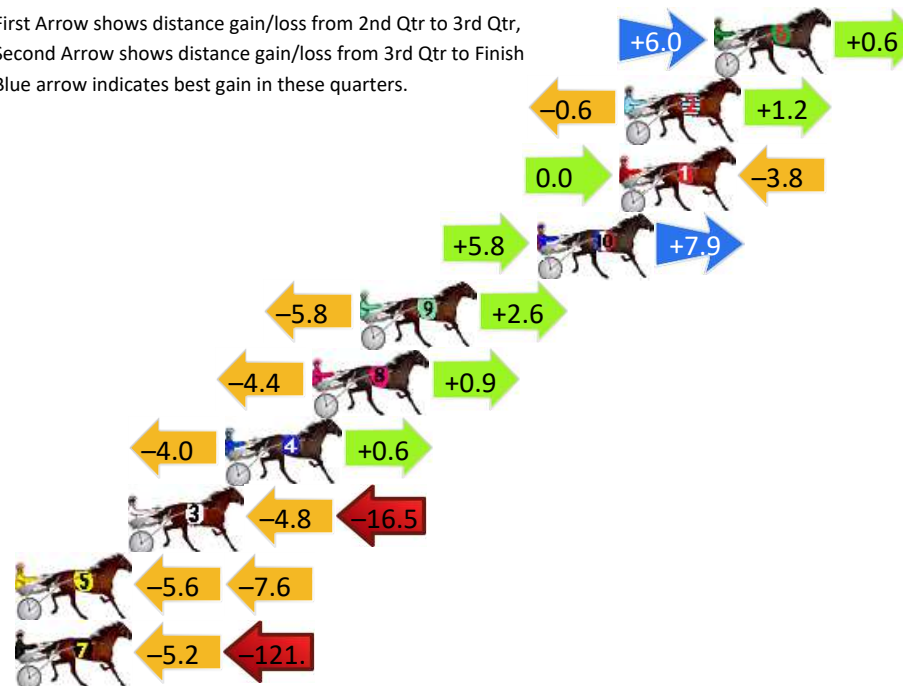 First Arrow shows distance gain/loss from 2nd Qtr to 3rd Qtr,
Second Arrow shows distance gain/loss from 3rd Qtr to Finish
Blue arrow indicates best gain in these quarters.
+6.0 6 +0.6
–0.6 2 +1.2
0.0 1 –3.8
+5.8 10 +7.9
–5.8 9 +2.6
–4.4 8 +0.9
–4.0 4 +0.6
3 –4.8 –16.5
5 –5.6 –7.6
7 –5.2 –121.